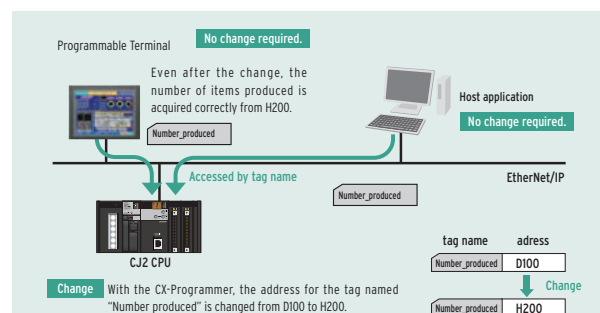 Programmable Terminal
No change required.
Even after the change, the
number of items produced is
acquired correctly from H200.
Number_produced
Host application
No change required.
Accessed by tag name
EtherNet/IP
Number_produced
CJ2 CPU
tag name adress
Number_produced D100
Change
Number_produced H200
Change With the CX-Programmer, the address for the tag named
“Number produced” is changed from D100 to H200.